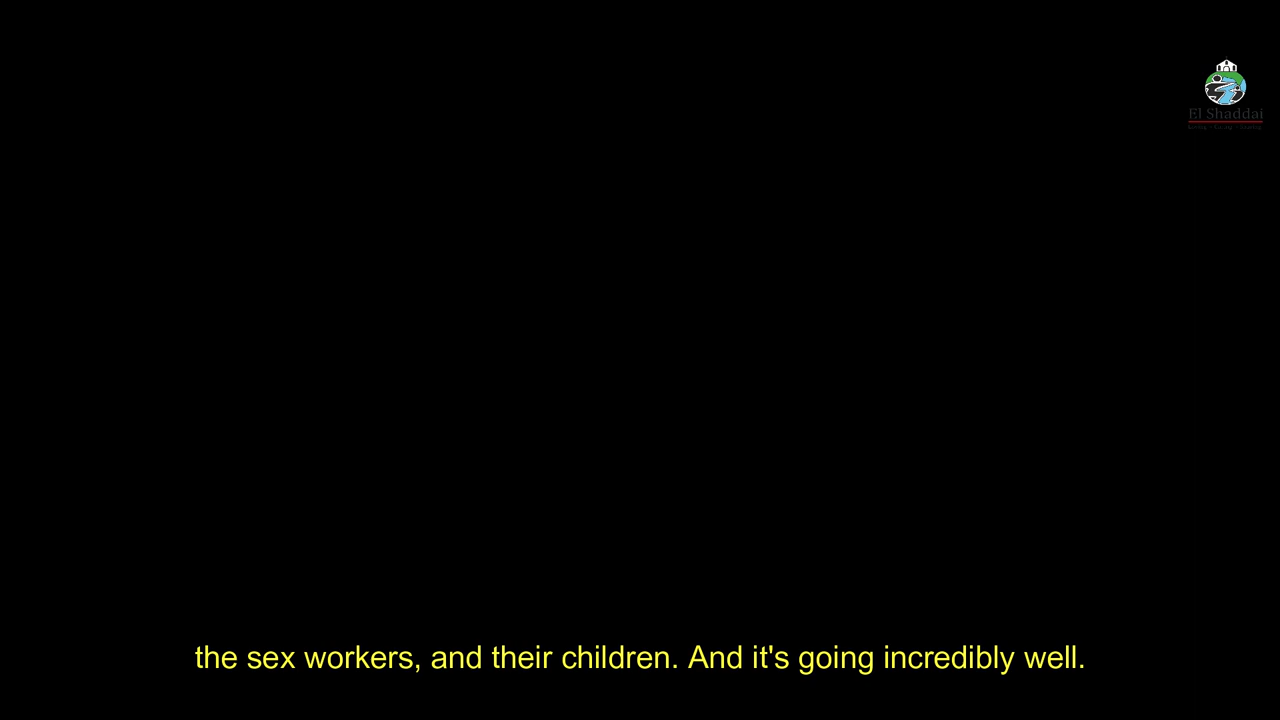 El Shaddai
the sex workers, and their children. And it's going incredibly well.